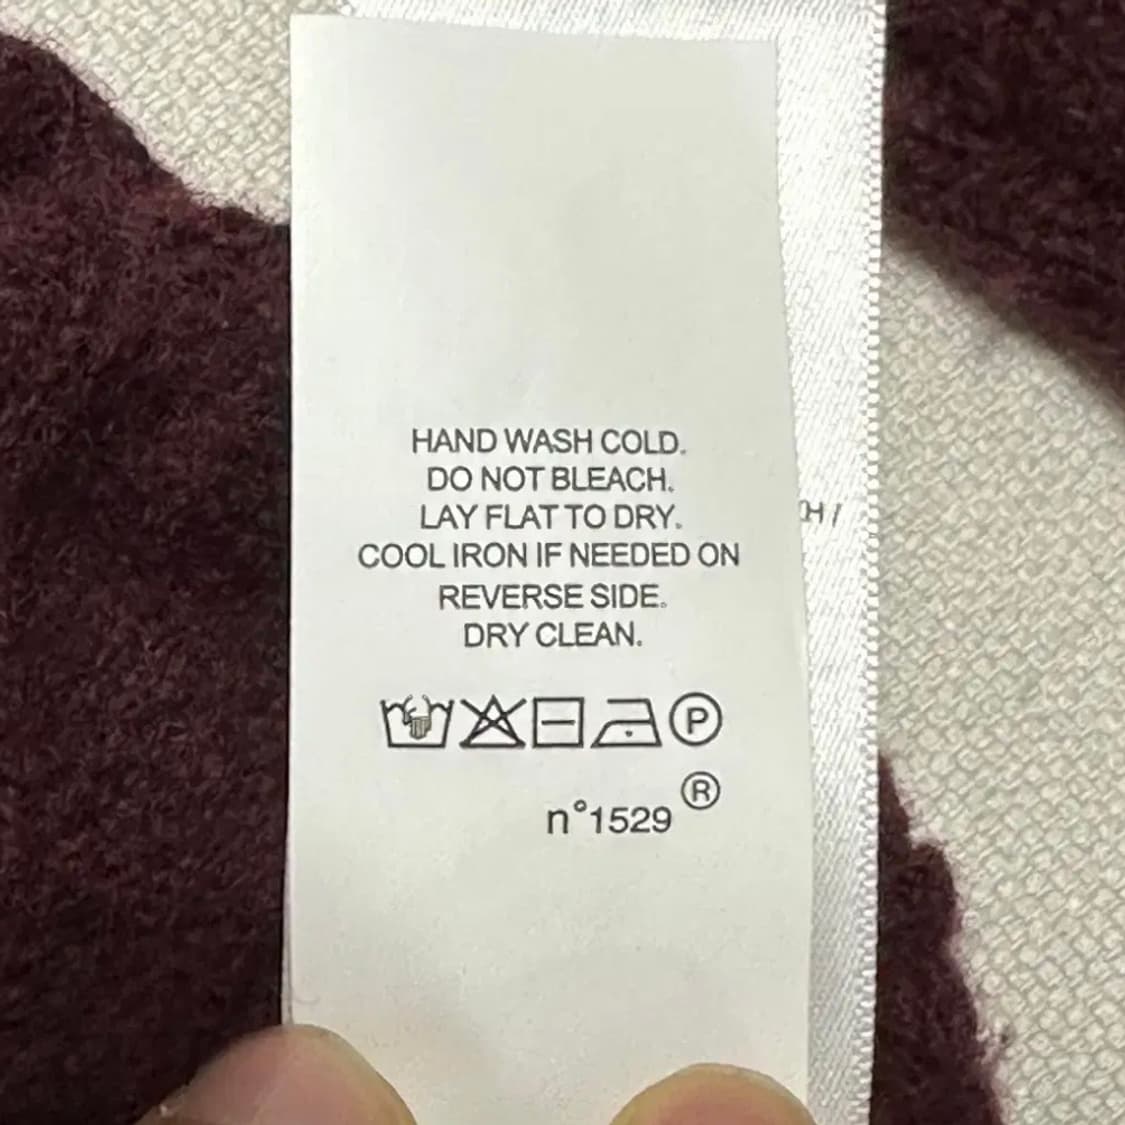 HAND WASH COLD.
DO NOT BLEACH.
LAY FLAT TO DRY.
COOL IRON IF NEEDED ON
REVERSE SIDE.
DRY CLEAN.
P
n°1529 ®